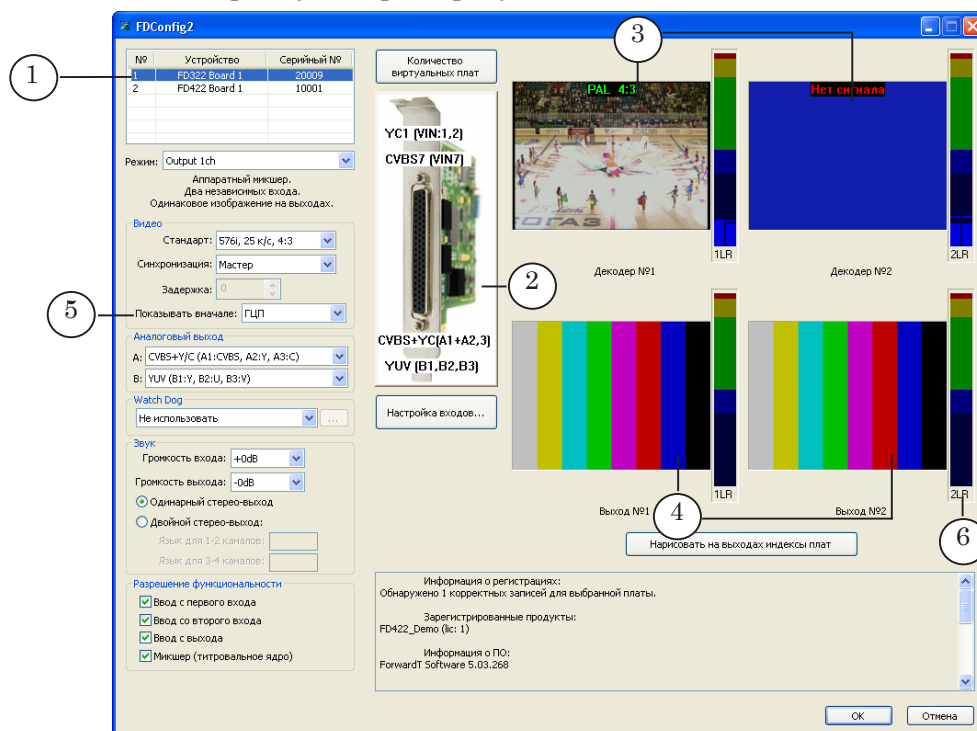 FDConfig2
№ Устройство Серийный №
1 FD322 Board 1 20009
2 FD422 Board 1 10001
Режим: Output 1ch
Аппаратный микшер.
Два независимых входа.
Одинаковое изображение на выходах.
Видео
Стандарт: 576i, 25 к/с, 4:3
Синхронизация: Мастер
Задержка: 0
Показывать вначале: ГЦП
Аналоговый выход
A: CVBS+Y/C (A1:CVBS, A2:Y, A3:C)
B: YUV (B1:Y, B2:U, B3:V)
Watch Dog
Не использовать ...
Звук
Громкость входа: +0dB
Громкость выхода: -0dB
Одинарный стерео-выход
Двойной стерео-выход:
Язык для 1-2 каналов:
Язык для 3-4 каналов:
Разрешение функциональности
Ввод с первого входа
Ввод со второго входа
Ввод с выхода
Микшер (титровальное ядро)
Количество
виртуальных плат
YC1 (VIN:1,2)
CVBS7 (VIN7)
CVBS+YC(A1+A2,3)
YUV (B1,B2,B3)
Настройка входов...
PAL 4:3
ОГАЗ
Нет сигнала
1LR
2LR
Декодер №1
Декодер №2
1LR
2LR
Выход №1
Выход №2
Нарисовать на выходах индексы плат
Информация о регистрациях:
Обнаружено 1 корректных записей для выбранной платы.
Зарегистрированные продукты:
FD422_Demo (lic: 1)
Информация о ПО:
ForwardT Software 5.03.268
OK
Отмена
1
2
3
4
5
6